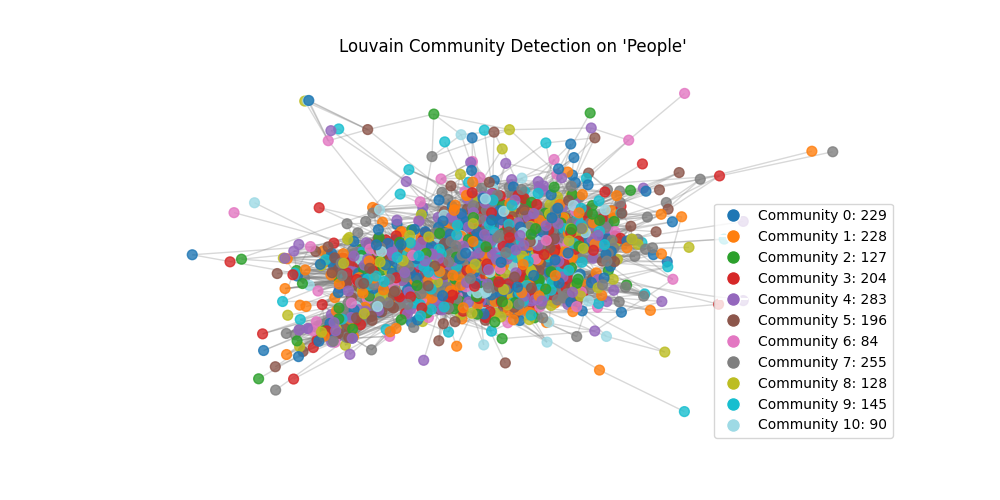 Louvain Community Detection on 'People'
Community 0: 229
Community 1: 228
Community 2: 127
Community 3: 204
Community 4: 283
Community 5: 196
Community 6: 84
Community 7: 255
Community 8: 128
Community 9: 145
Community 10: 90